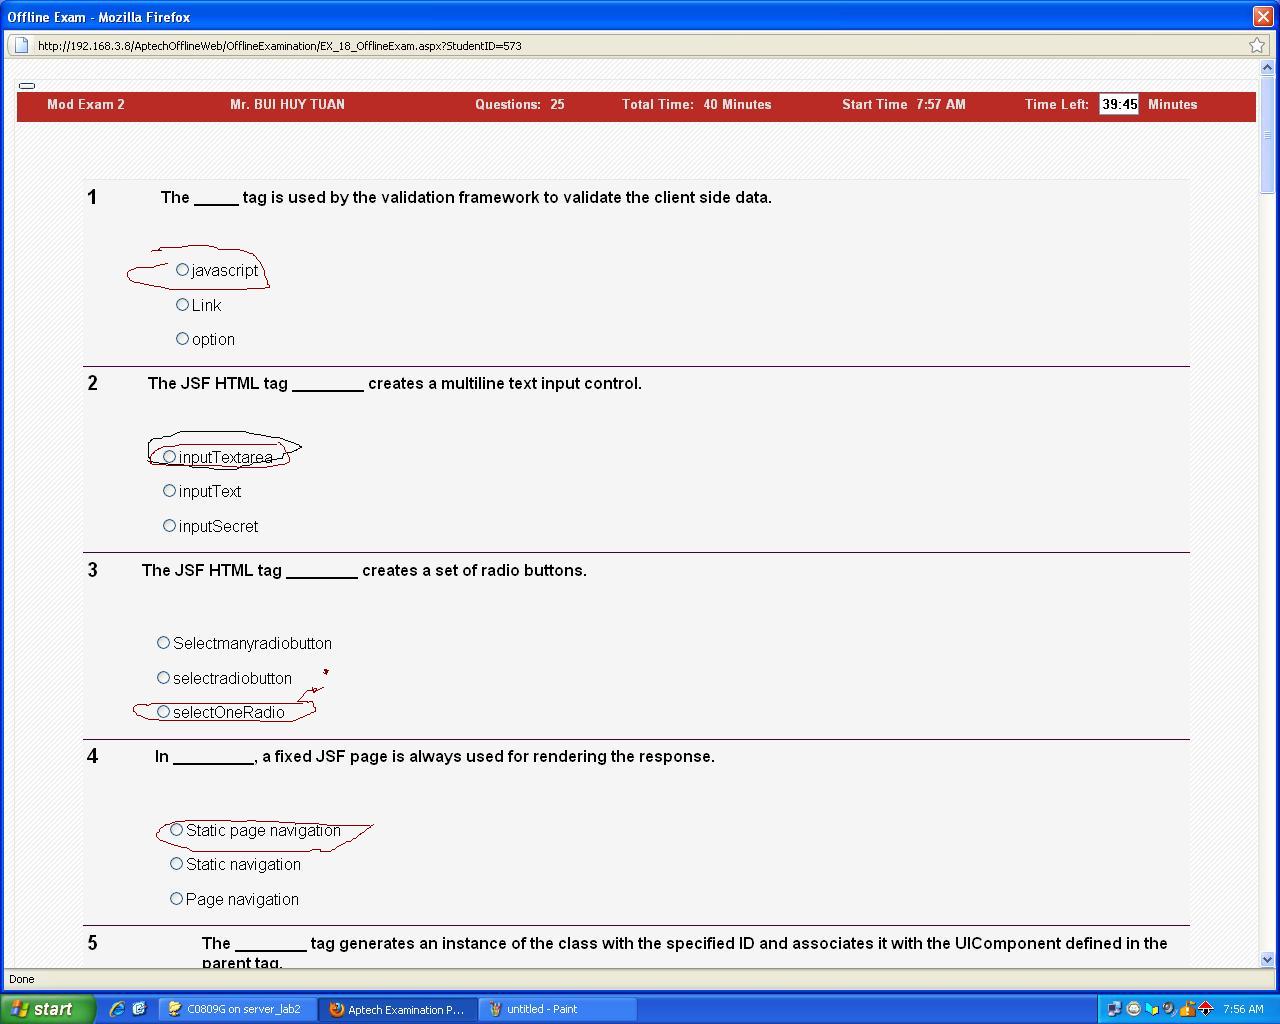 Offline Exam - Mozilla Firefox
http://192.168.3.8/AptechOfflineWeb/OfflineExamination/EX_18_OfflineExam.aspx?StudentID=573
Mod Exam 2 Mr. BUI HUY TUAN Questions: 25 Total Time: 40 Minutes Start Time 7:57 AM Time Left: 39:45 Minutes
1 The _____ tag is used by the validation framework to validate the client side data.
javascript
Link
option
2 The JSF HTML tag ________ creates a multiline text input control.
inputTextarea
inputText
inputSecret
3 The JSF HTML tag ________ creates a set of radio buttons.
Selectmanyradiobutton
selectradiobutton
selectOneRadio
4 In _________, a fixed JSF page is always used for rendering the response.
Static page navigation
Static navigation
Page navigation
5 The ________ tag generates an instance of the class with the specified ID and associates it with the UIComponent defined in the
parent tag.
Done
start C0809G on server_lab2 Aptech Examination P... untitled - Paint 7:56 AM